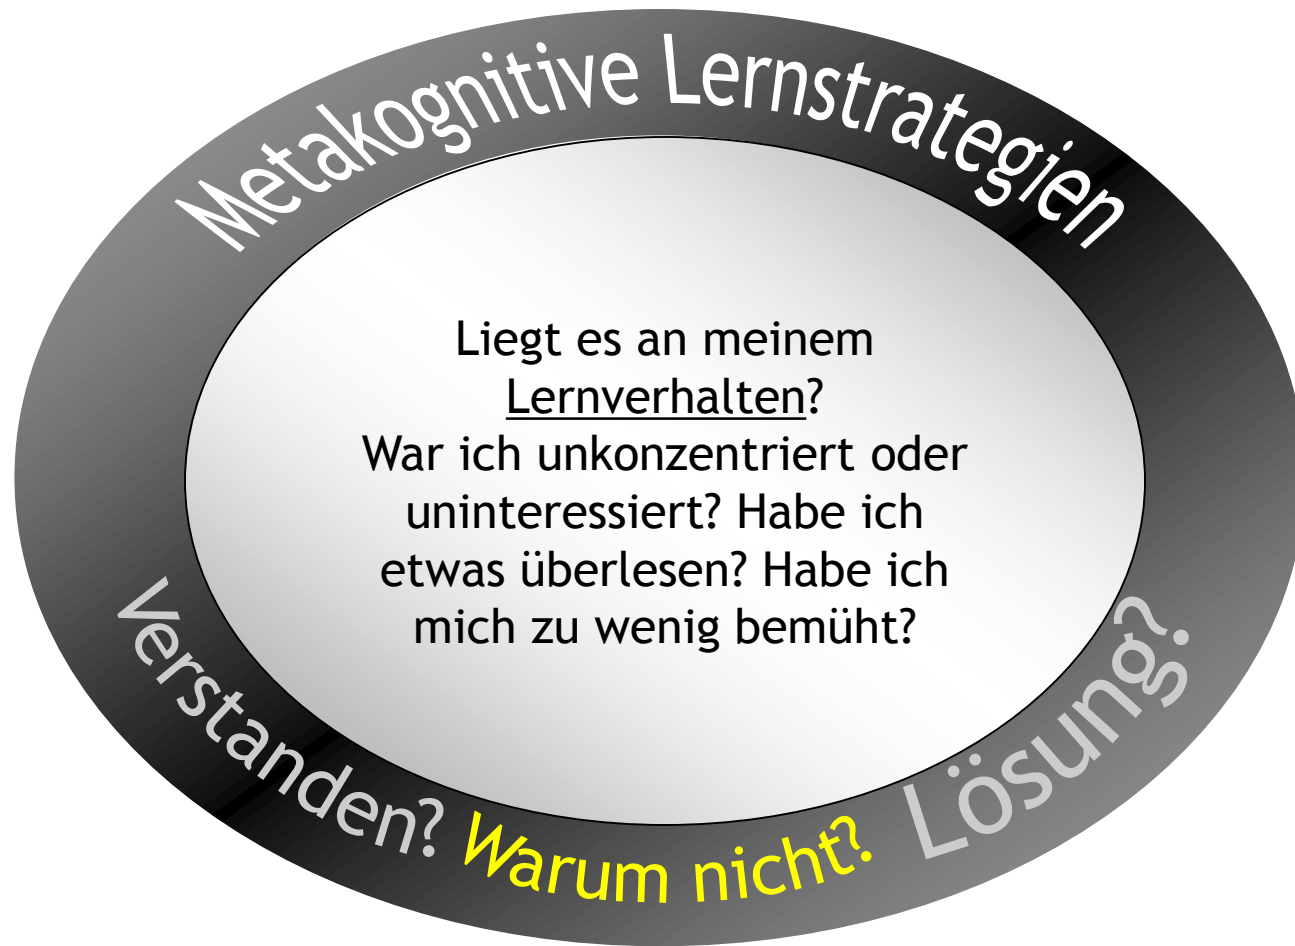 Metakognitive Lernstrategien
Liegt es an meinem
Lernverhalten?
War ich unkonzentriert oder
uninteressiert? Habe ich
etwas überlesen? Habe ich
mich zu wenig bemüht?
Verstanden? Warum nicht? Lösung?